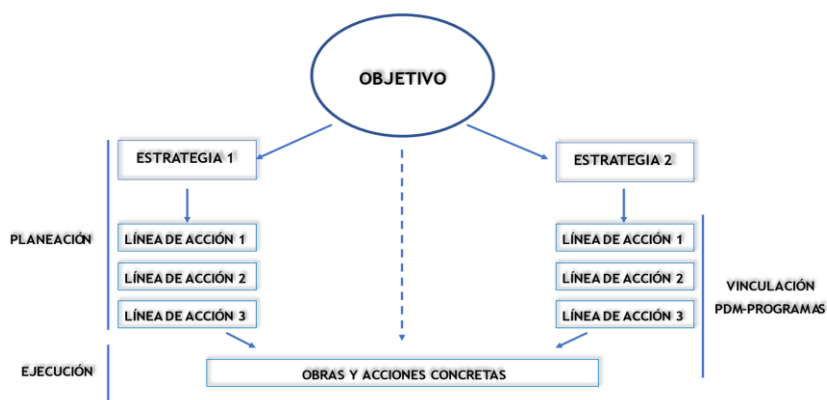 OBJETIVO
ESTRATEGIA 1
ESTRATEGIA 2
PLANEACIÓN
LÍNEA DE ACCIÓN 1
LÍNEA DE ACCIÓN 2
LÍNEA DE ACCIÓN 3
LÍNEA DE ACCIÓN 1
LÍNEA DE ACCIÓN 2
LÍNEA DE ACCIÓN 3
VINCULACIÓN
PDM-PROGRAMAS
EJECUCIÓN
OBRAS Y ACCIONES CONCRETAS